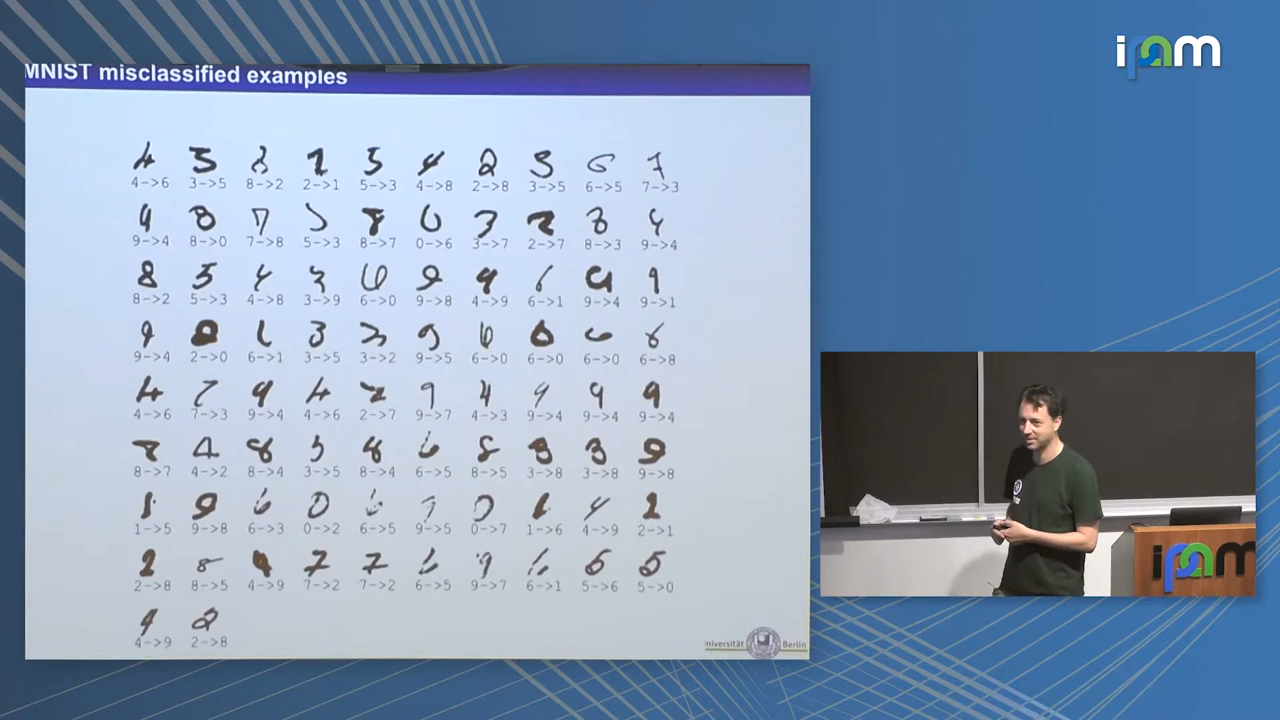 ipam
MNIST misclassified examples
4->6 3->5 8->2 2->1 5->3 4->8 2->8 3->5 6->5 7->3
9->4 8->0 7->8 5->3 8->7 0->6 3->7 2->7 8->3 9->4
8->2 5->3 4->8 3->9 6->0 9->8 4->9 6->1 9->4 9->1
9->4 2->0 6->1 3->5 3->2 9->5 6->0 6->0 6->0 6->8
4->6 7->3 9->4 4->6 2->7 9->7 4->3 9->4 9->4 9->4
8->7 4->2 8->4 3->5 8->4 6->5 8->5 3->8 3->8 9->8
1->5 9->8 6->3 0->2 6->5 9->5 0->7 1->6 4->9 2->1
2->8 8->5 4->9 7->2 7->2 6->5 9->7 6->1 5->6 5->0
4->9 2->8
niversität Berlin
ipam